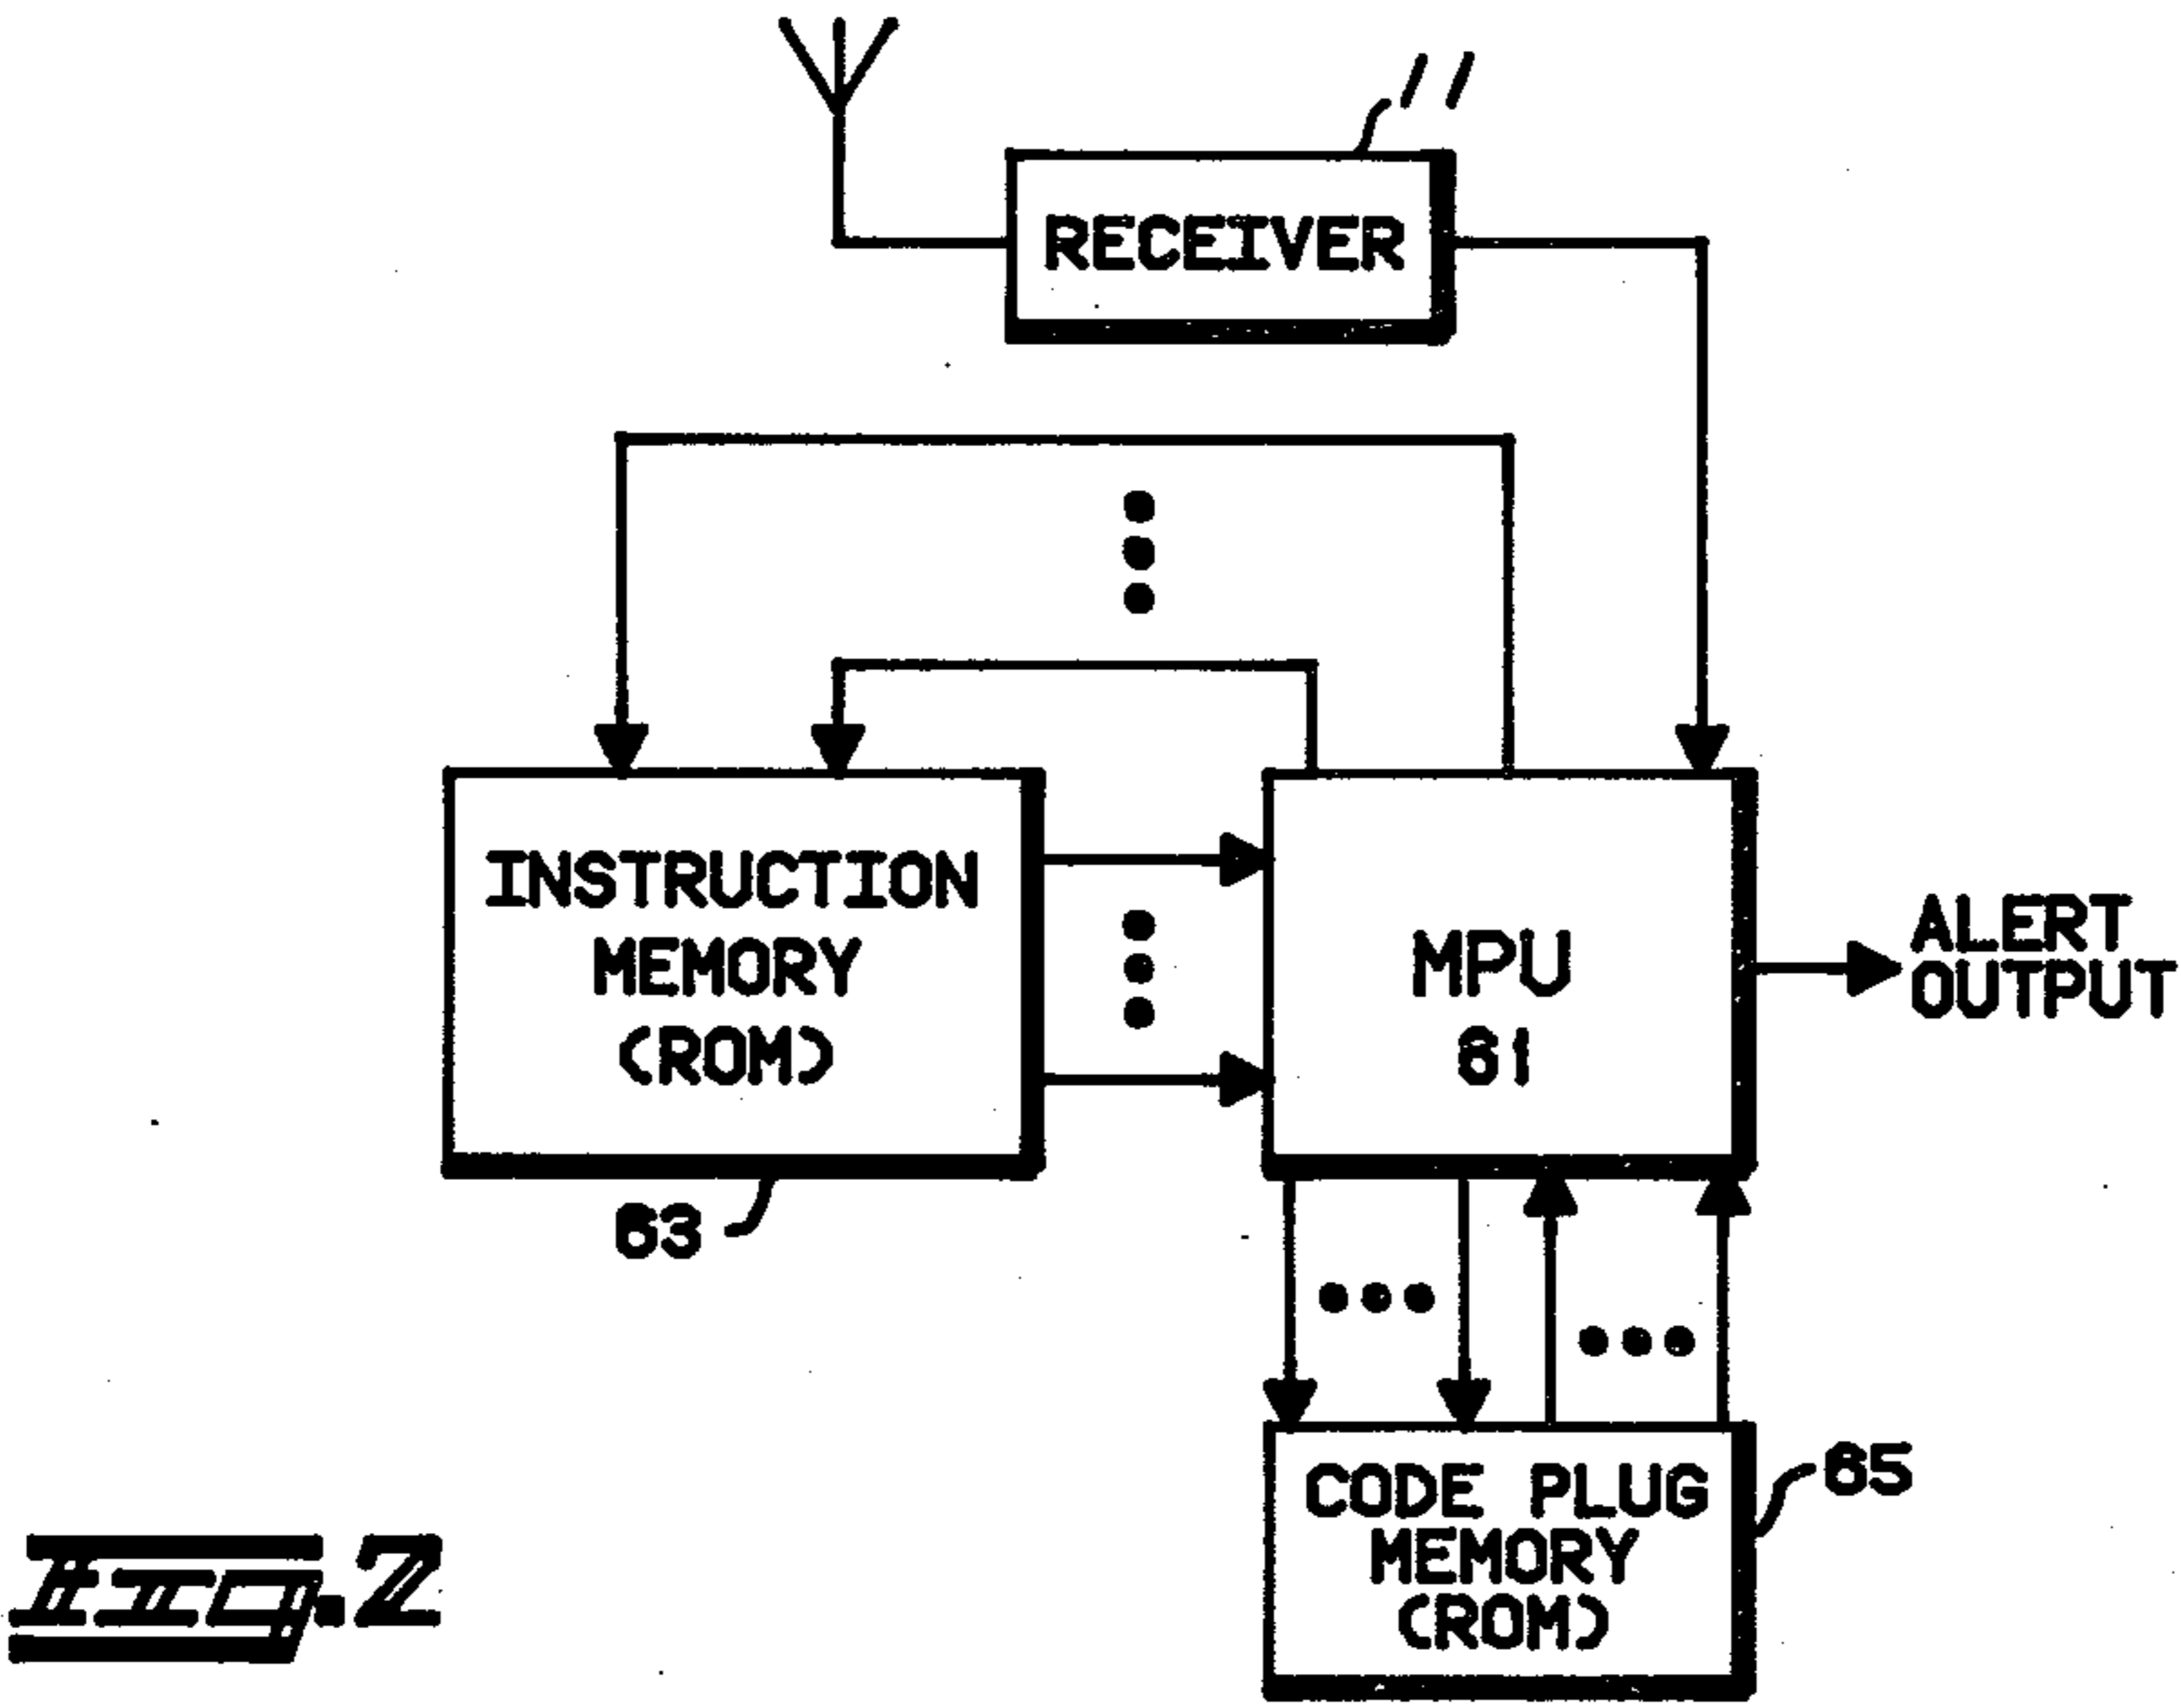 11
RECEIVER
INSTRUCTION
MEMORY
(ROM)
63
MPU
61
ALERT
OUTPUT
CODE PLUG
MEMORY
(ROM)
65
Fig. 2